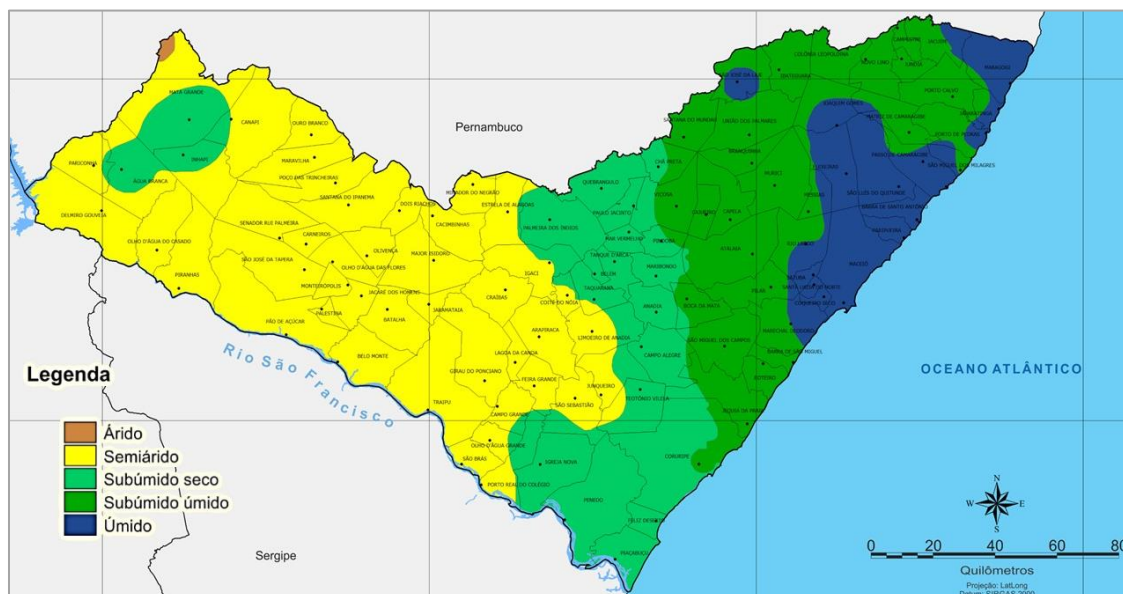 CAMPESTRE
JACUÍPE
COLÔNIA LEOPOLDINA
NOVO LINO
JUNDIÁ
MARAGOGI
IBATEGUARA
SÃO JOSÉ DA LAJE
PORTO CALVO
MATA GRANDE
JOAQUIM GOMES
JAPARATINGA
CANAPI
OURO BRANCO
Pernambuco
SANTANA DO MUNDAÚ
UNIÃO DOS PALMARES
MATRIZ DE CAMARAGIBE
PORTO DE PEDRAS
INHAPI
MARAVILHA
BRANQUINHA
PARICONHA
ÁGUA BRANCA
POÇO DAS TRINCHEIRAS
CHÃ PRETA
FLEXEIRAS
PASSO DE CAMARAGIBE
SÃO MIGUEL DOS MILAGRES
MINADOR DO NEGRÃO
QUEBRANGULO
MURICI
SÃO LUÍS DO QUITUNDE
SANTANA DO IPANEMA
ESTRELA DE ALAGOAS
VIÇOSA
MESSIAS
DELMIRO GOUVEIA
DOIS RIACHOS
PAULO JACINTO
CAJUEIRO
CAPELA
BARRA DE SANTO ANTÔNIO
SENADOR RUI PALMEIRA
CACIMBINHAS
PALMEIRA DOS ÍNDIOS
MAR VERMELHO
PINDOBA
PARIPUEIRA
OLHO D'ÁGUA DO CASADO
CARNEIROS
RIO LARGO
OLIVENÇA
MAJOR ISIDORO
TANQUE D'ARCA
ATALAIA
SÃO JOSÉ DA TAPERA
OLHO D'ÁGUA DAS FLORES
IGACI
BELÉM
MARIBONDO
MACEIÓ
PIRANHAS
SATUBA
MONTEIRÓPOLIS
JACARÉ DOS HOMENS
CRAÍBAS
COITÉ DO NÓIA
TAQUARANA
PILAR
SANTA LUZIA DO NORTE
COQUEIRO SECO
ANADIA
BOCA DA MATA
PALESTINA
BATALHA
JARAMATAIA
PÃO DE AÇÚCAR
ARAPIRACA
LIMOEIRO DE ANADIA
MARECHAL DEODORO
SÃO MIGUEL DOS CAMPOS
CAMPO ALEGRE
BELO MONTE
LAGOA DA CANOA
BARRA DE SÃO MIGUEL
ROTEIRO
OCEANO ATLÂNTICO
Rio São Francisco
GIRAU DO PONCIANO
FEIRA GRANDE
JUNQUEIRO
TEOTÔNIO VILELA
SÃO SEBASTIÃO
TRAIPU
CAMPO GRANDE
JEQUIÁ DA PRAIA
OLHO D'ÁGUA GRANDE
SÃO BRÁS
IGREJA NOVA
CORURIPE
PORTO REAL DO COLÉGIO
PENEDO
FELIZ DESERTO
PIAÇABUÇU
Sergipe
Legenda
Árido
Semiárido
Subúmido seco
Subúmido úmido
Úmido
N
W
E
S
0 20 40 60 80
Quilômetros
Projeção: LatLong
Datum: SIRGAS 2000